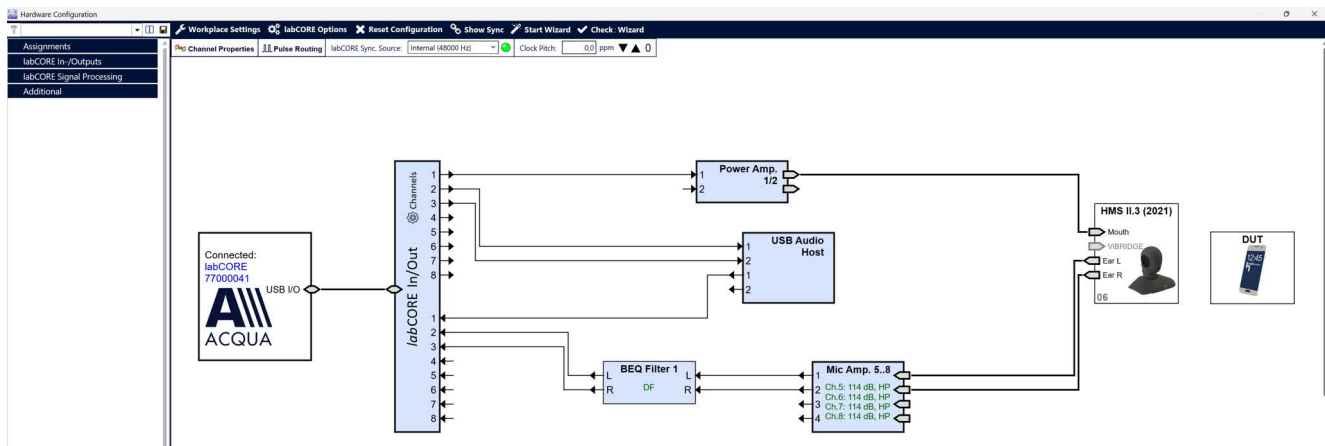 Hardware Configuration
Workplace Settings labCORE Options Reset Configuration Show Sync Start Wizard Check: Wizard
Assignments
labCORE In-/Outputs
labCORE Signal Processing
Additional
Channel Properties Pulse Routing labCORE Sync. Source: Internal (48000 Hz) Clock Pitch: 0,0 ppm 0
Connected:
labCORE
77000041
USB I/O
ACQUA
labCORE In/Out
Channels
1
2
3
4
5
6
7
8
1
2
3
4
5
6
7
8
Power Amp.
1/2
1
2
USB Audio
Host
1
2
1
2
BEQ Filter 1
L L
DF
R R
Mic Amp. 5..8
1
Ch.5: 114 dB, HP
2
Ch.6: 114 dB, HP
3
Ch.7: 114 dB, HP
4
Ch.8: 114 dB, HP
HMS II.3 (2021)
Mouth
VIBRIDGE
Ear L
Ear R
06
DUT
12:45